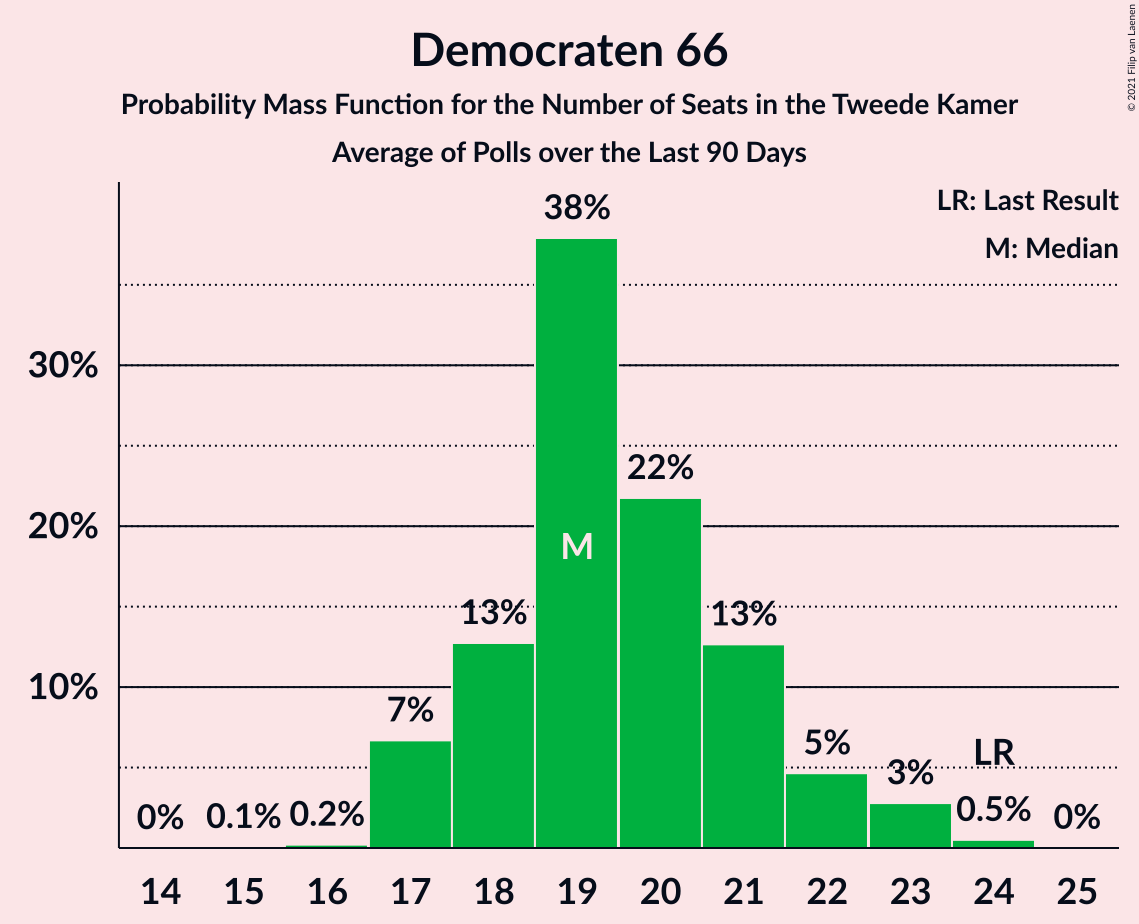 Democraten 66
Probability Mass Function for the Number of Seats in the Tweede Kamer
Average of Polls over the Last 90 Days
© 2021 Filip van Laenen
LR: Last Result
M: Median
30%
20%
10%
0%
0.1%
0.2%
7%
13%
38%
M
22%
13%
5%
3%
LR
0.5%
0%
14 15 16 17 18 19 20 21 22 23 24 25